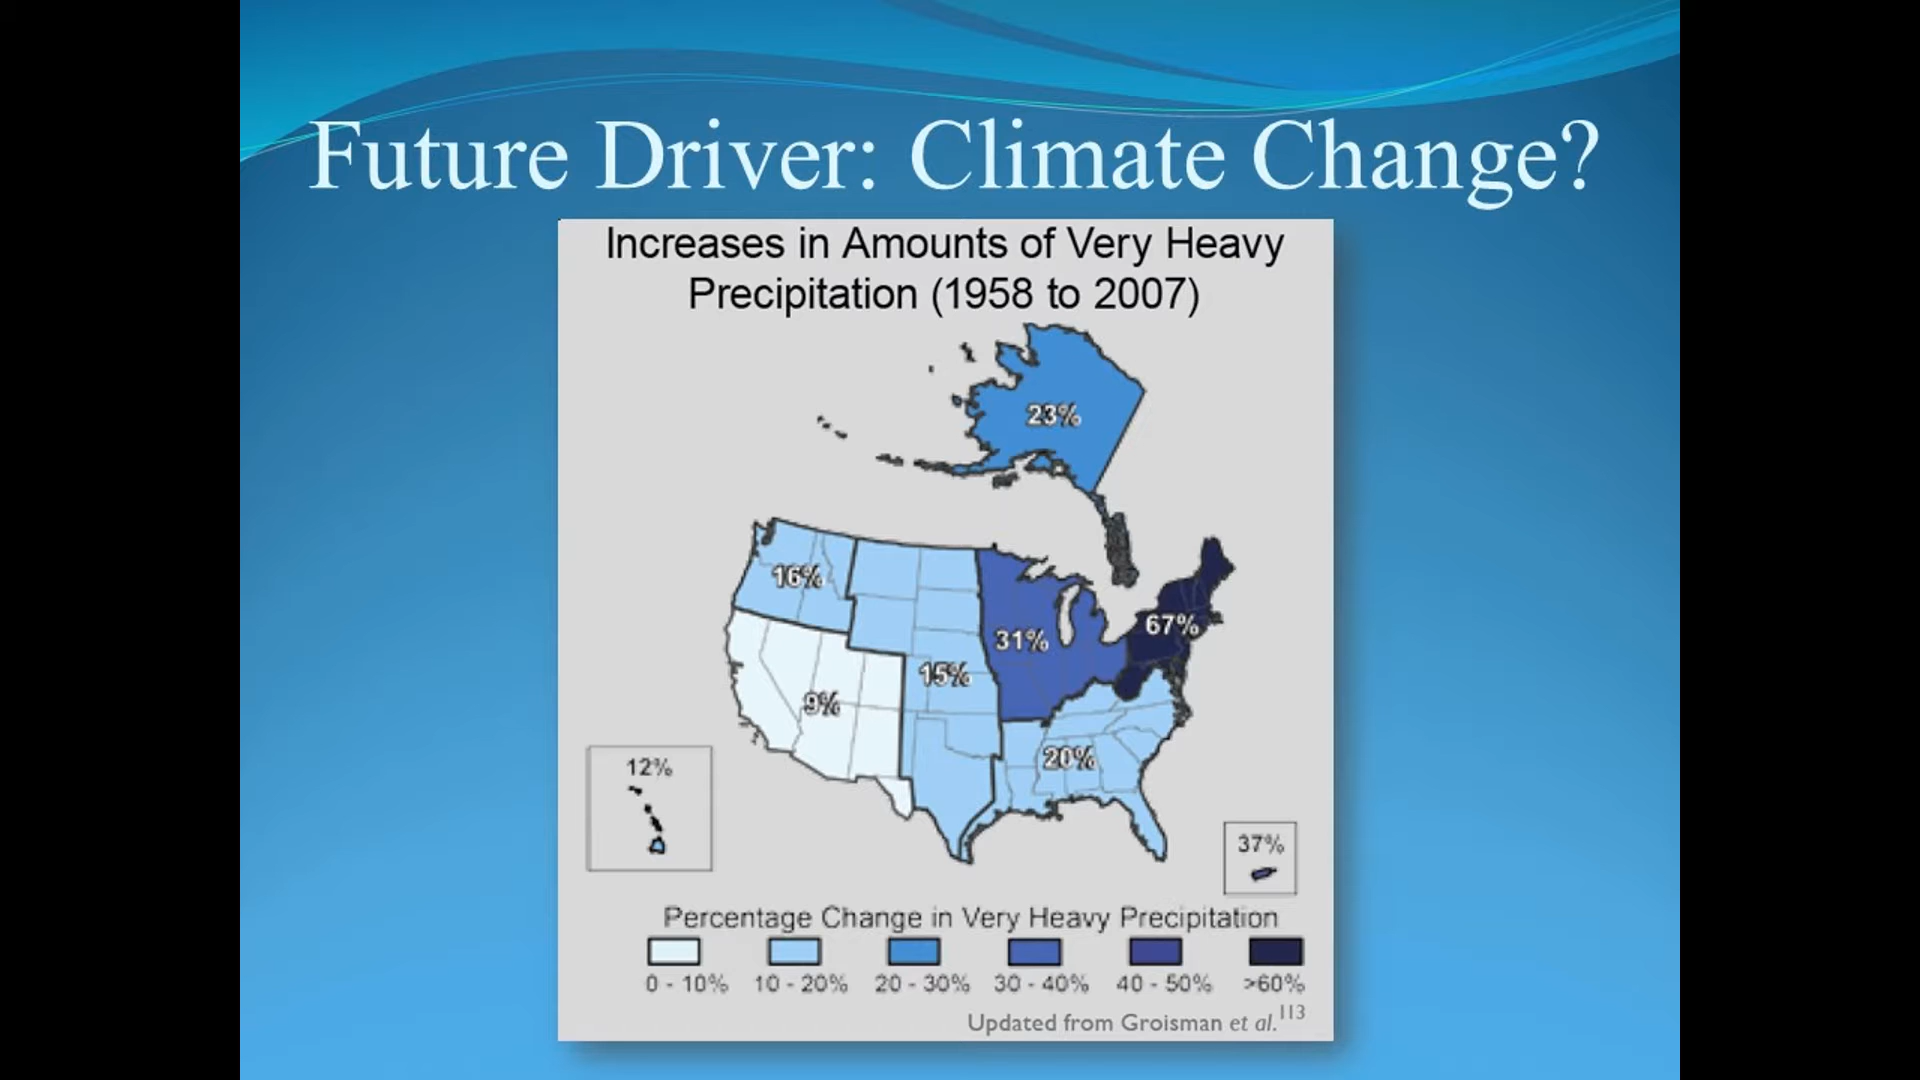 Future Driver: Climate Change?
Increases in Amounts of Very Heavy
Precipitation (1958 to 2007)
23%
16%
31%
67%
15%
9%
20%
12%
37%
Percentage Change in Very Heavy Precipitation
0 - 10% 10 - 20% 20 - 30% 30 - 40% 40 - 50% >60%
Updated from Groisman et al.113